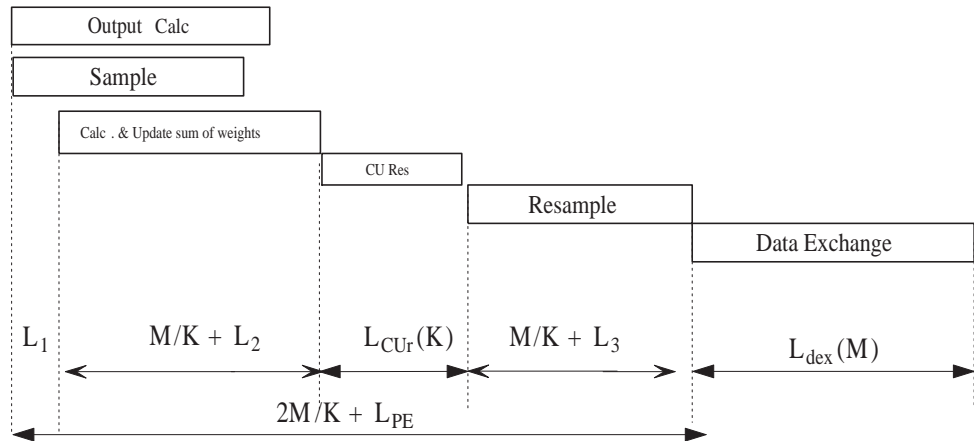 Output Calc
Sample
Calc . & Update sum of weights
CU Res
Resample
Data Exchange
L1 M/K + L2 LCUr(K) M/K + L3 Ldex(M)
2M/K + LPE